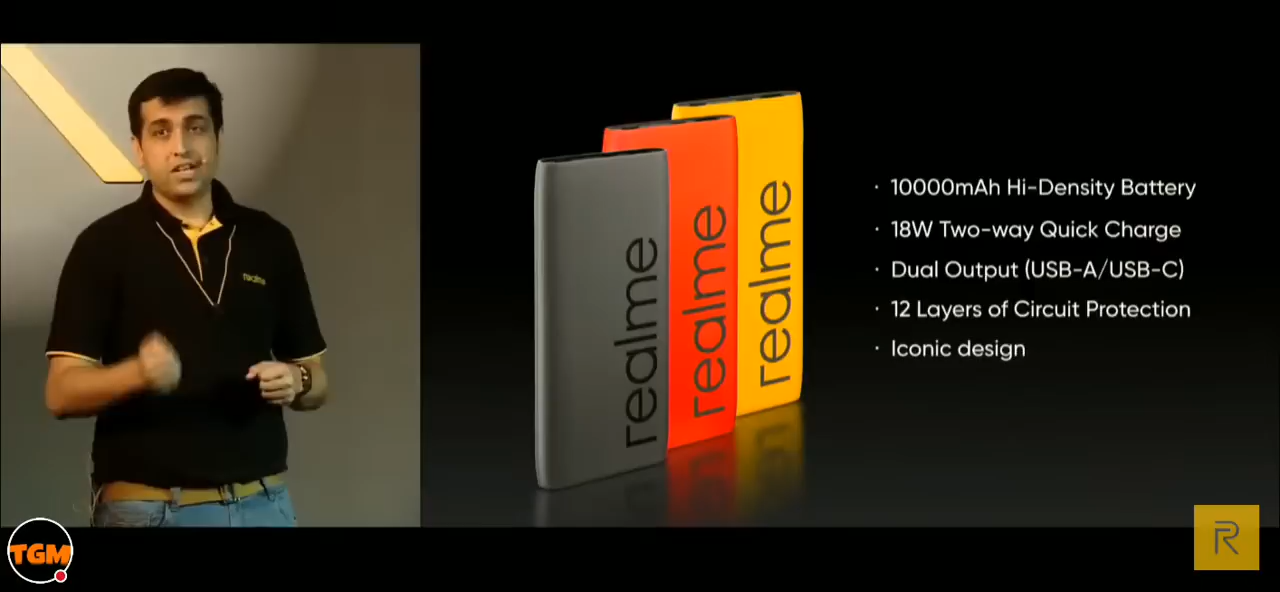 realme
realme
realme
realme
· 10000mAh Hi-Density Battery
· 18W Two-way Quick Charge
· Dual Output (USB-A/USB-C)
· 12 Layers of Circuit Protection
· Iconic design
TGM
R